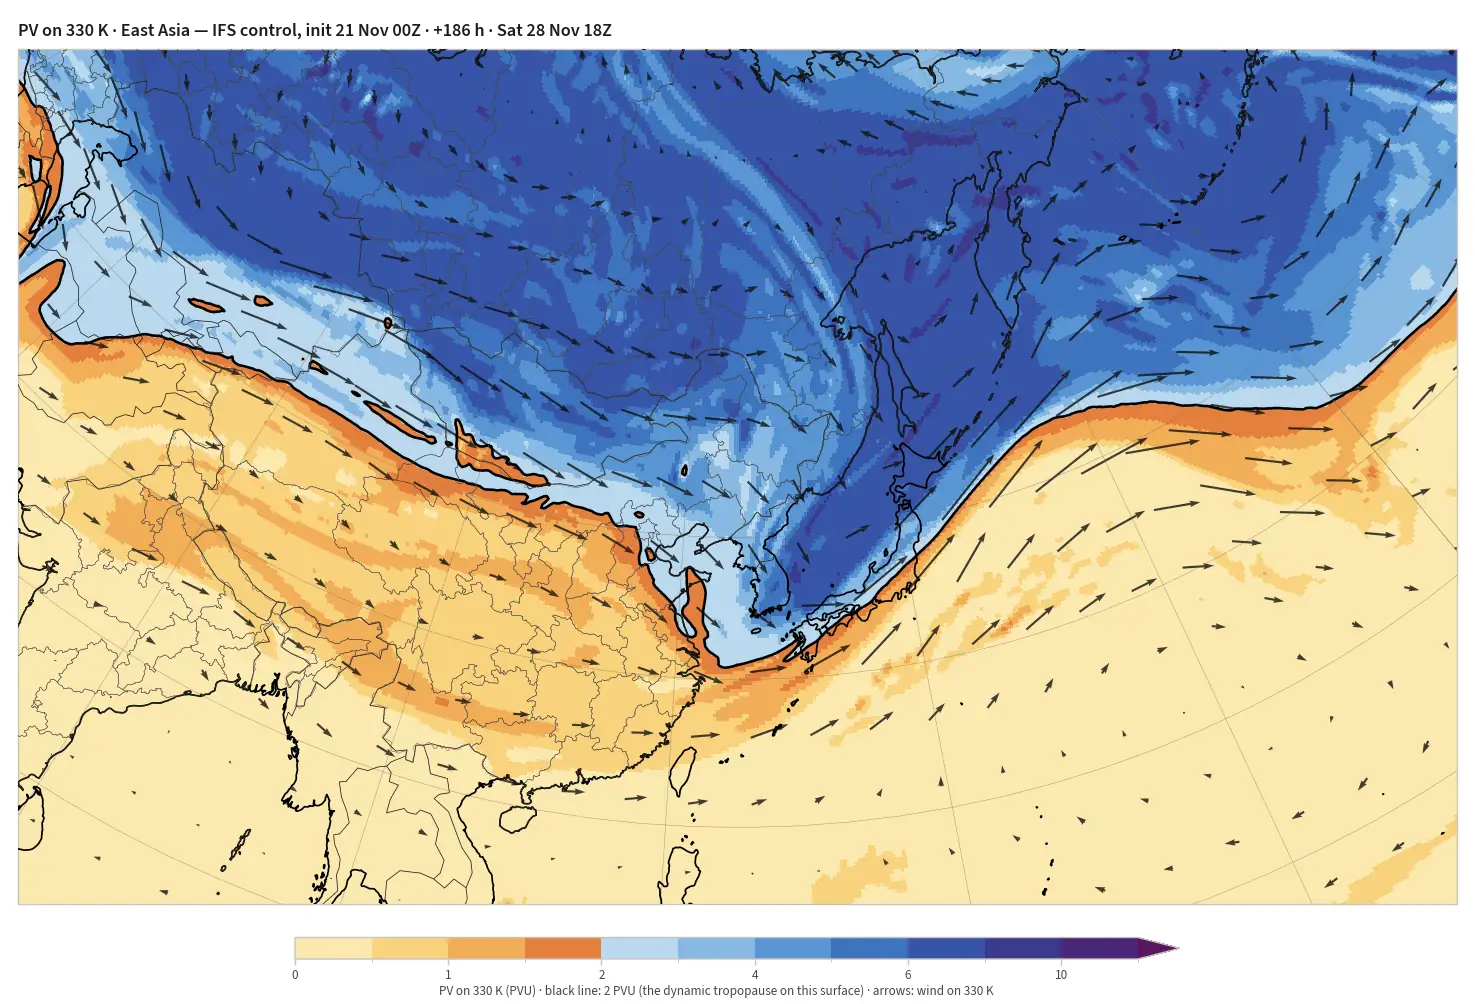 PV on 330 K · East Asia — IFS control, init 21 Nov 00Z · +186 h · Sat 28 Nov 18Z
0 1 2 4 6 10
PV on 330 K (PVU) · black line: 2 PVU (the dynamic tropopause on this surface) · arrows: wind on 330 K